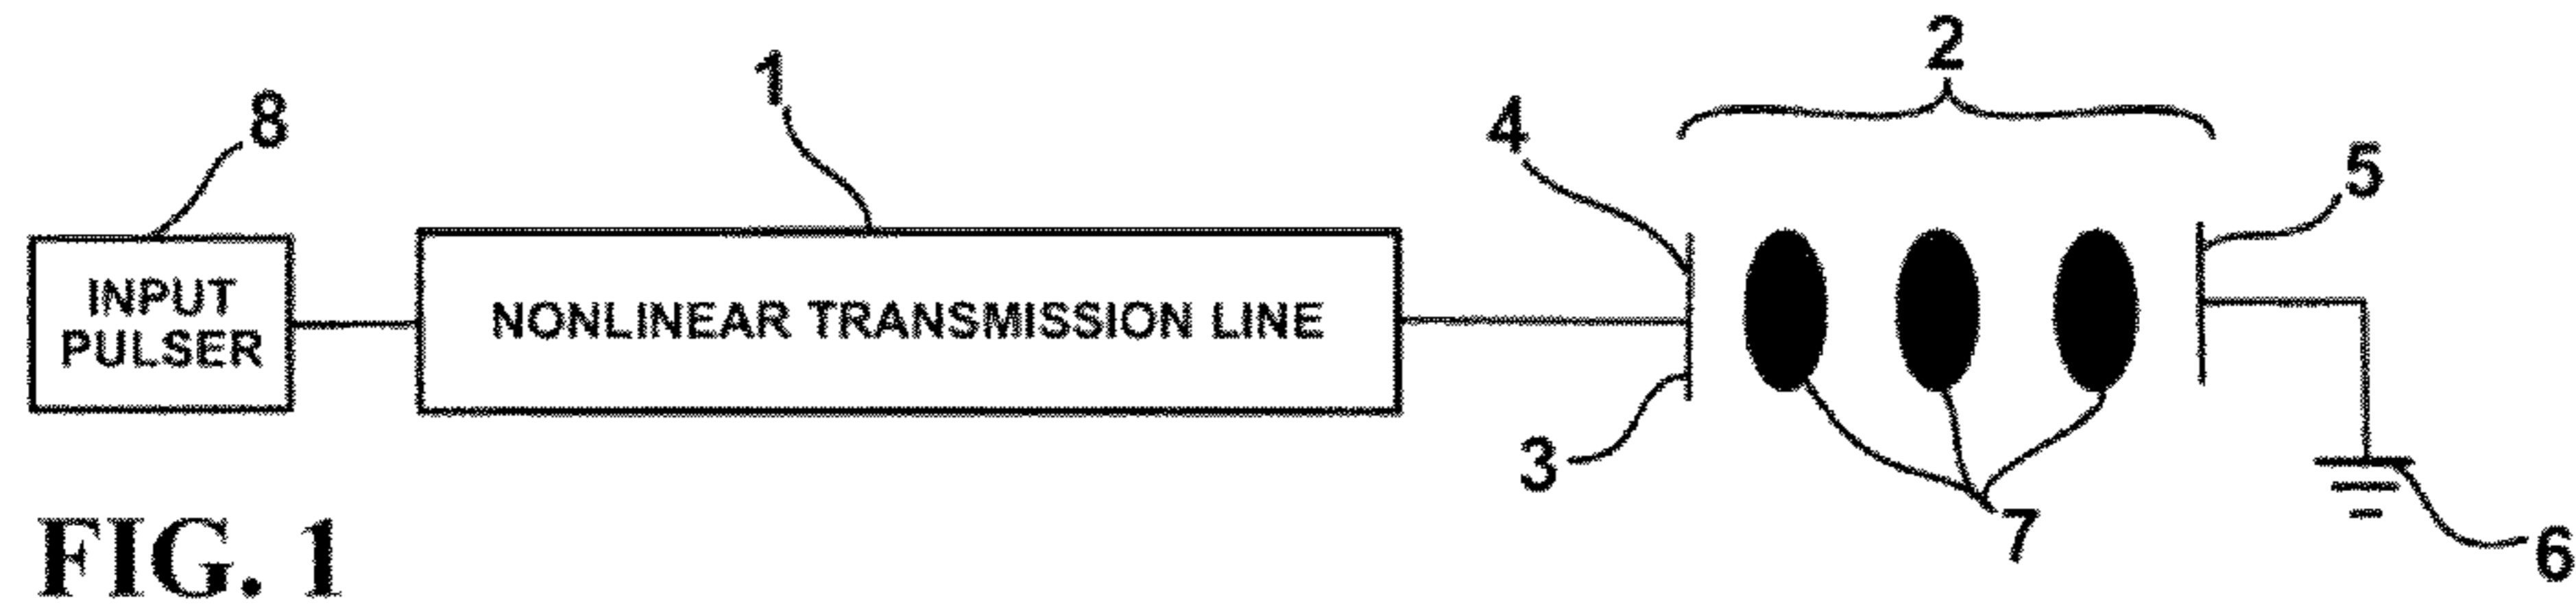 2
1
4
8
5
INPUT
PULSER
NONLINEAR TRANSMISSION LINE
3
7
6
FIG. 1